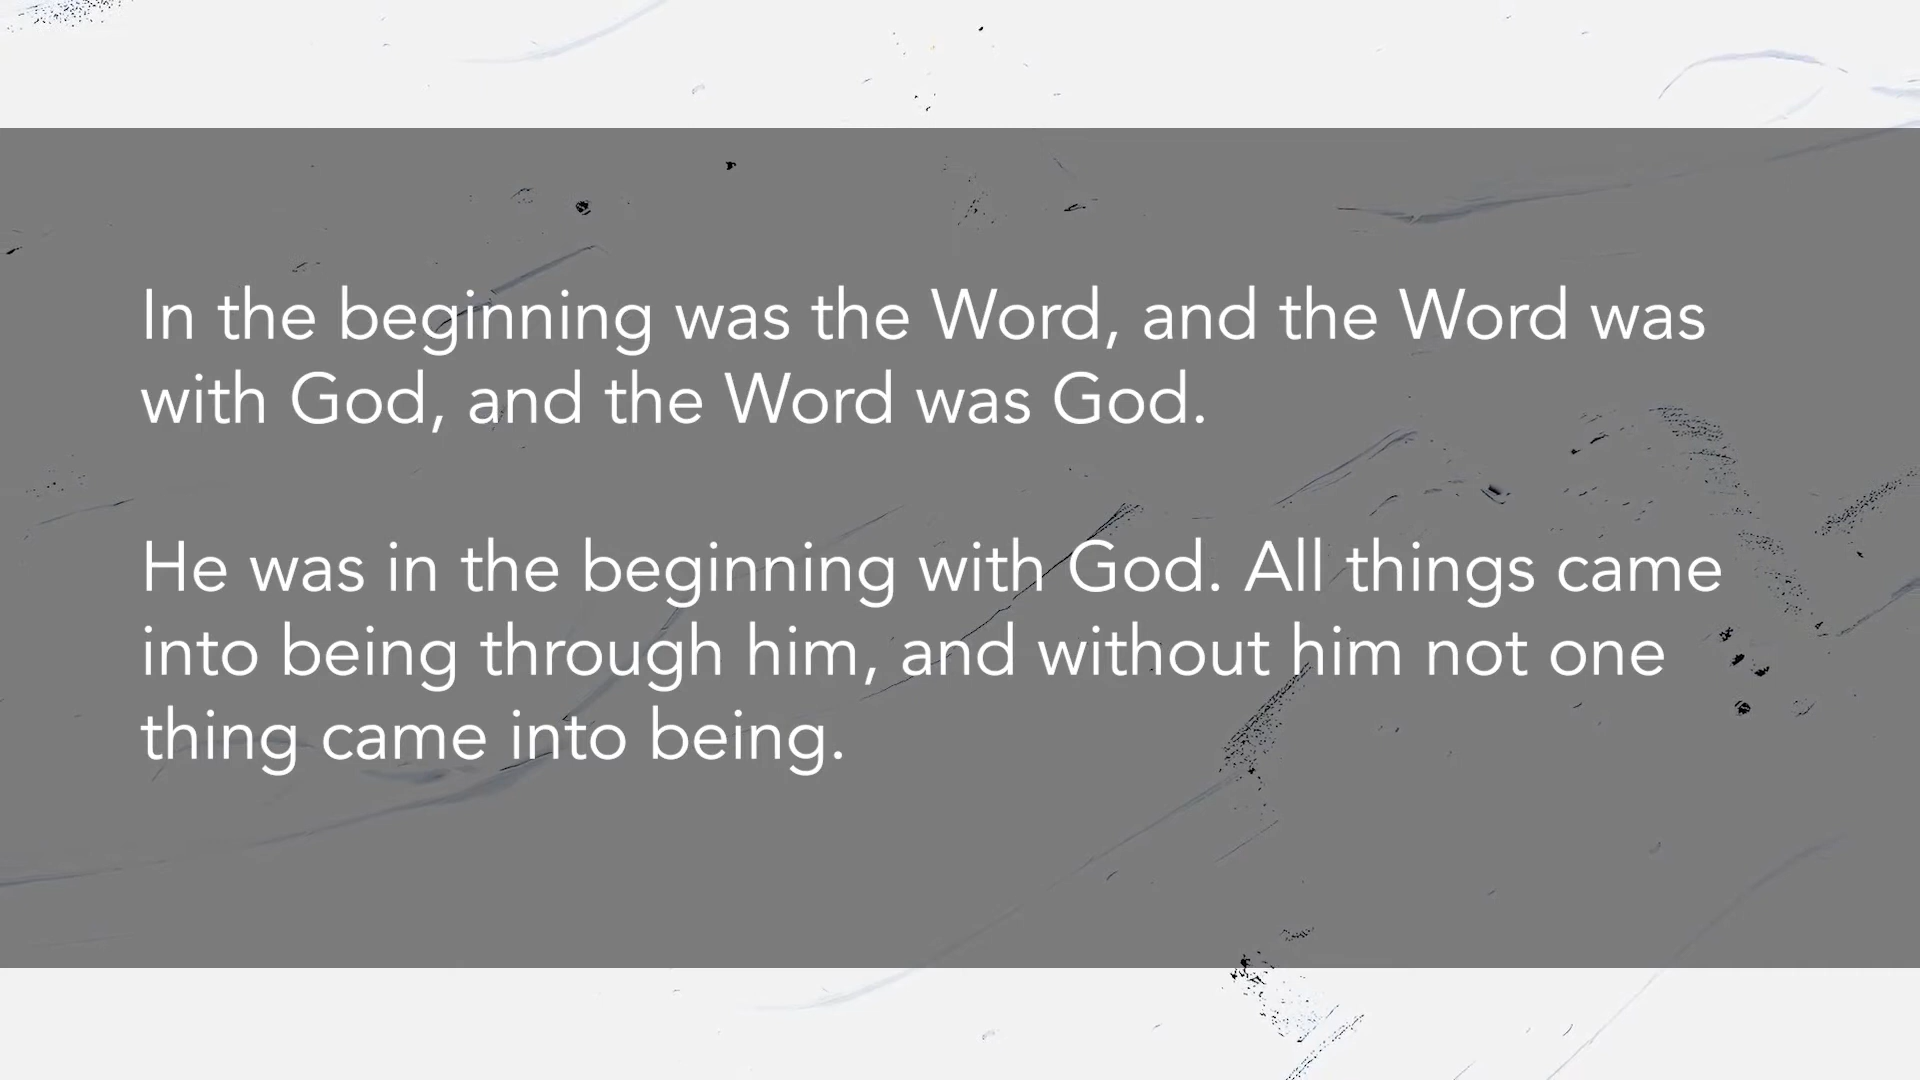 In the beginning was the Word, and the Word was
with God, and the Word was God.
He was in the beginning with God. All things came
into being through him, and without him not one
thing came into being.